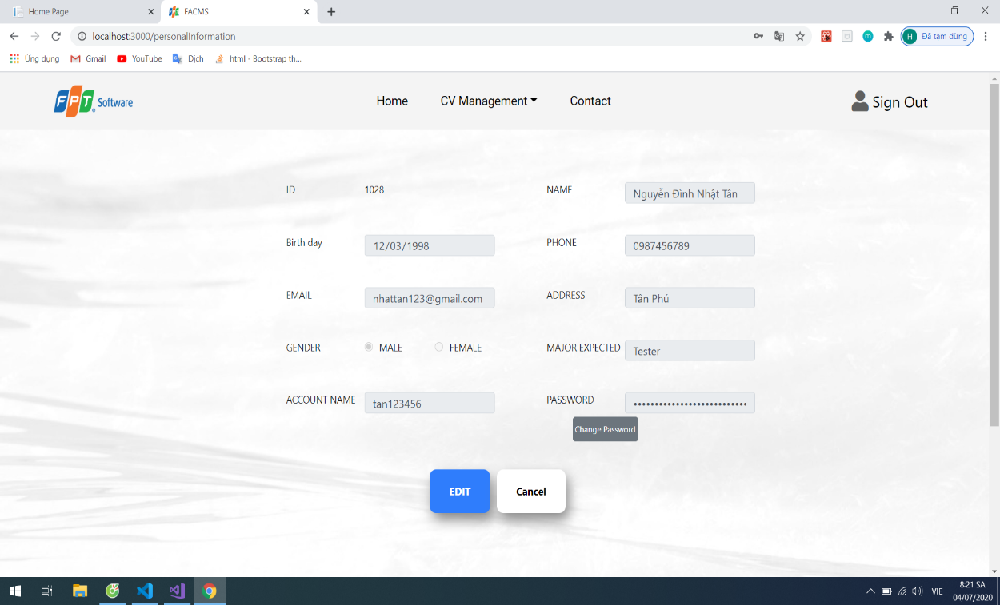 Home Page
FACMS
localhost:3000/personalInformation
H Đã tạm dừng
Ứng dụng Gmail YouTube Dịch html - Bootstrap th...
FPT Software Home CV Management Contact Sign Out
ID 1028 NAME Nguyễn Đình Nhật Tân
Birth day 12/03/1998 PHONE 0987456789
EMAIL nhattan123@gmail.com ADDRESS Tân Phú
GENDER MALE FEMALE MAJOR EXPECTED Tester
ACCOUNT NAME tan123456 PASSWORD ••••••••••••••••••••••••••
Change Password
EDIT Cancel
VIE
8:21 SA
04/07/2020